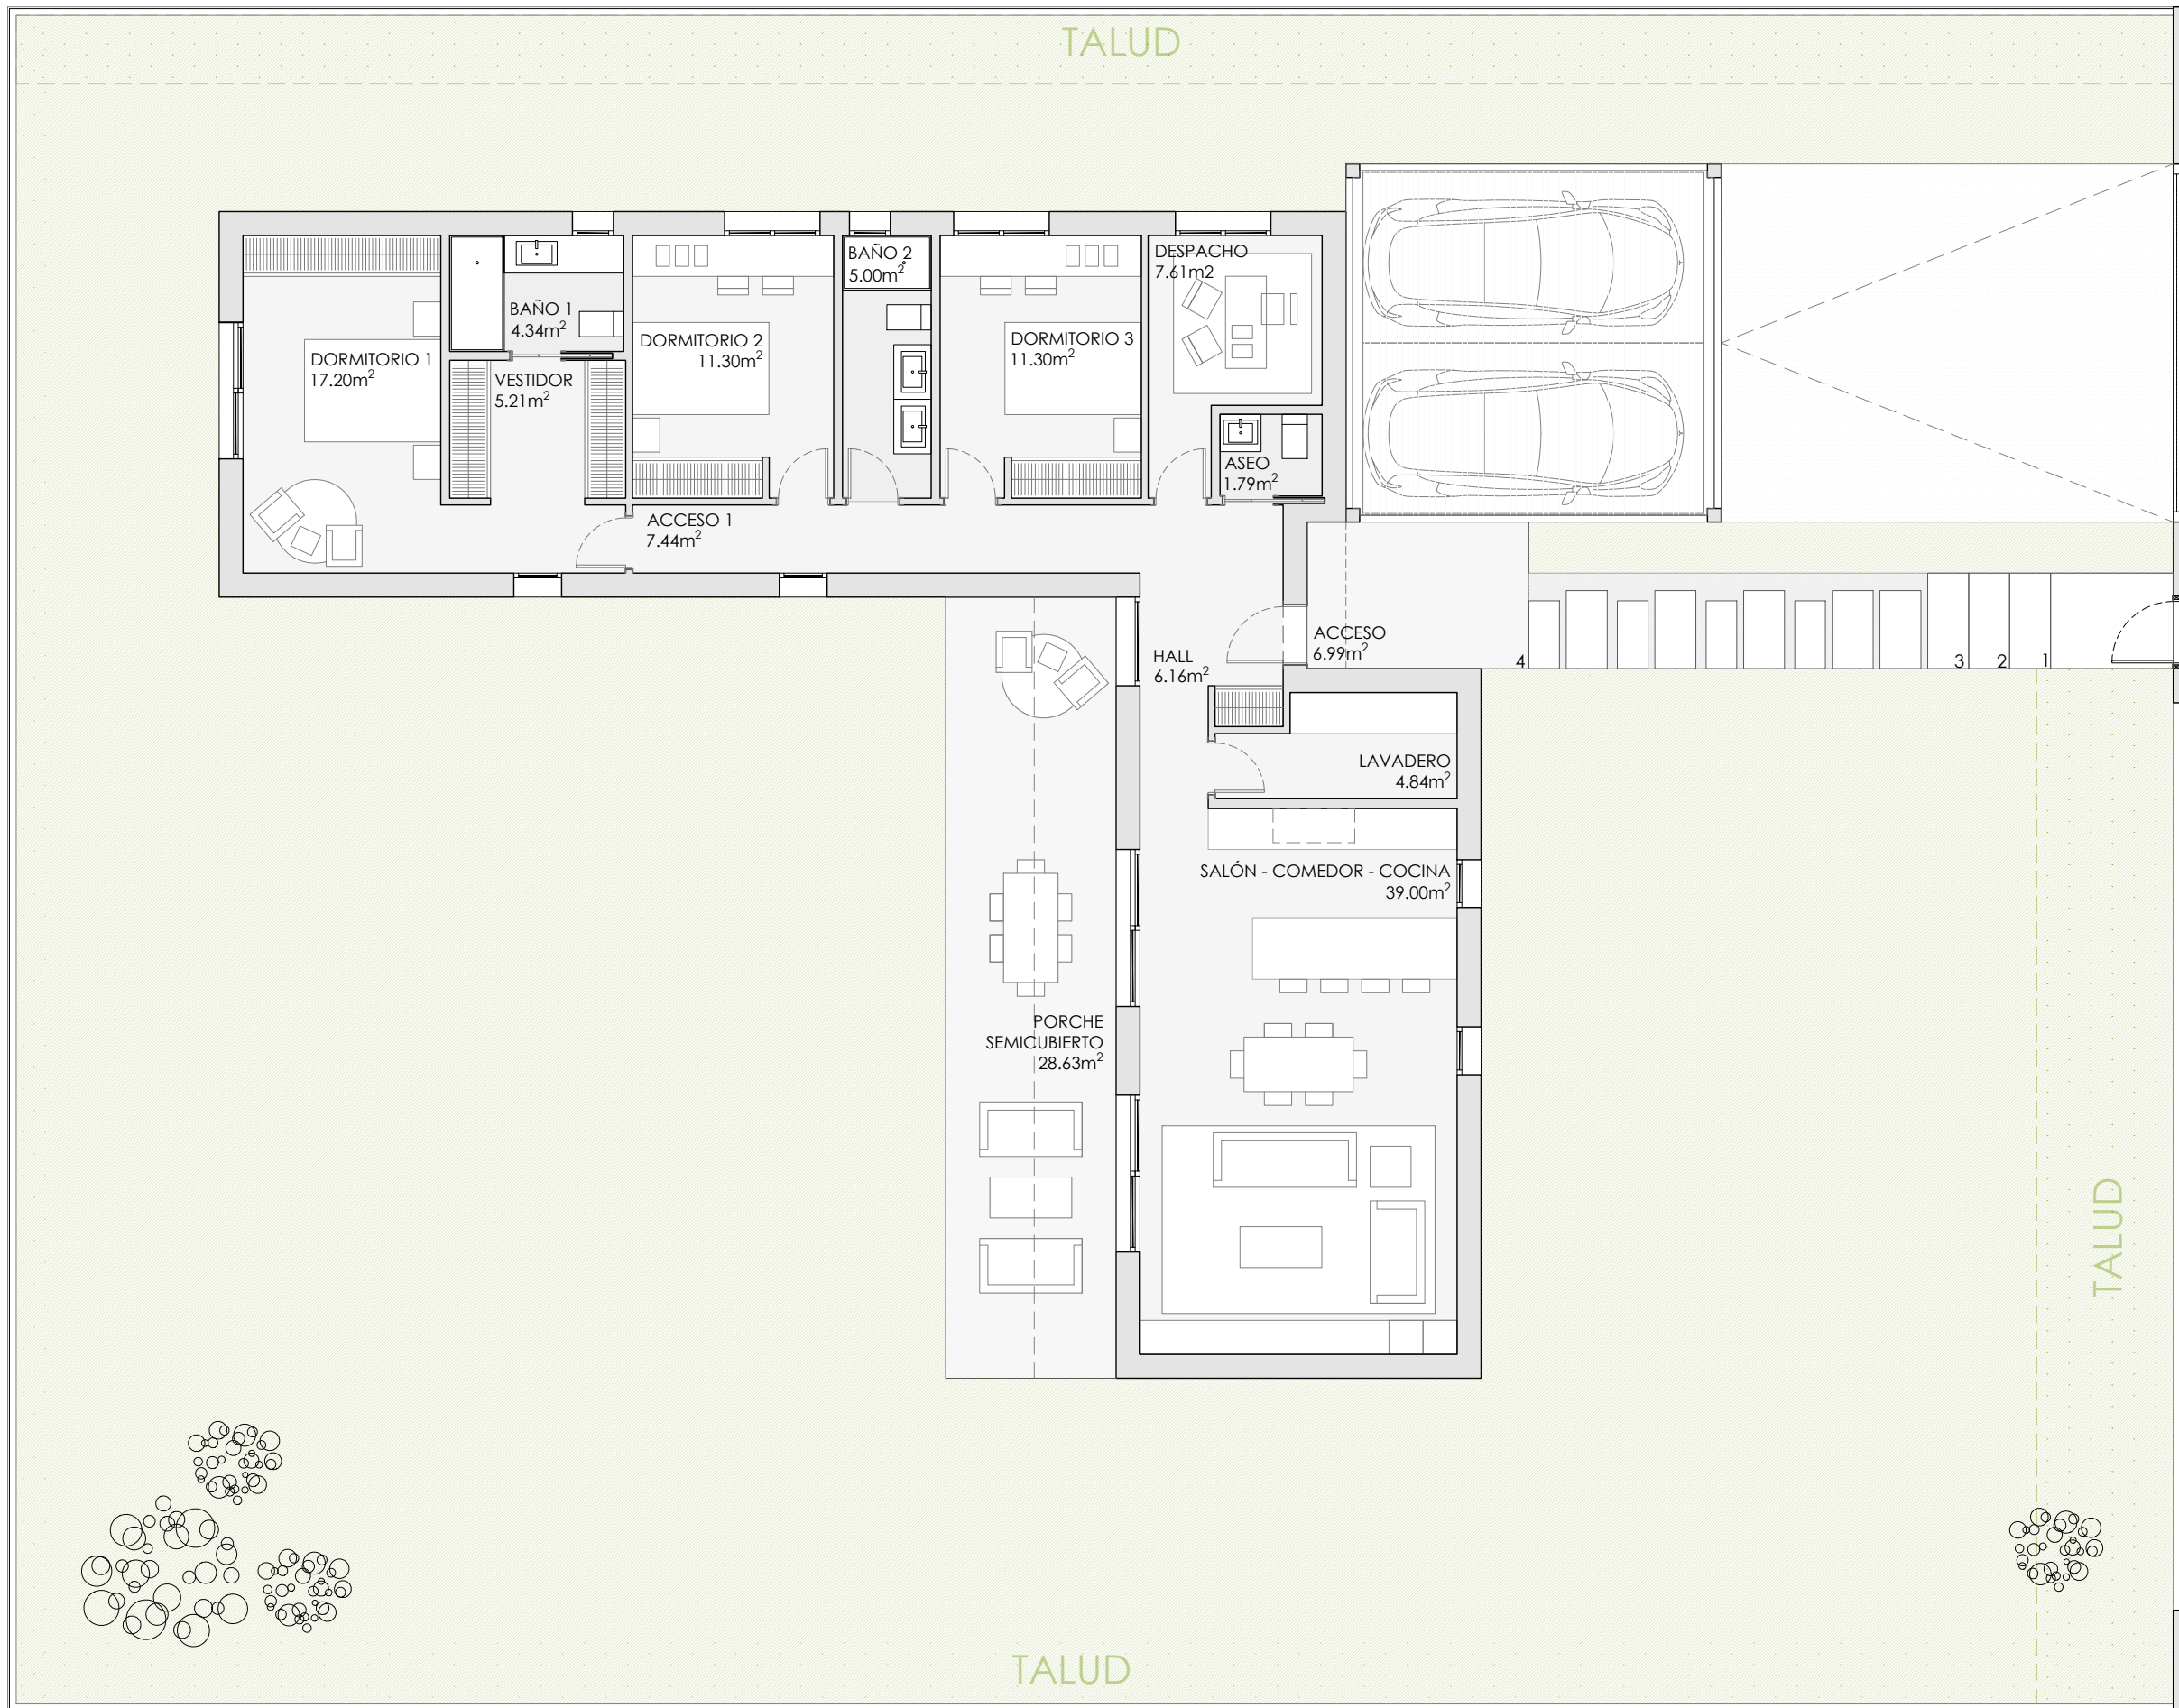 TALUD
BAÑO 2
5.00m²
DESPACHO
7.61m2
BAÑO 1
4.34m²
DORMITORIO 1
17.20m²
DORMITORIO 2
11.30m²
DORMITORIO 3
11.30m²
VESTIDOR
5.21m²
ASEO
1.79m²
ACCESO 1
7.44m²
ACCESO
6.99m²
HALL
6.16m²
4
3
2
1
LAVADERO
4.84m²
SALÓN - COMEDOR - COCINA
39.00m²
PORCHE
SEMICUBIERTO
28.63m²
TALUD
TALUD